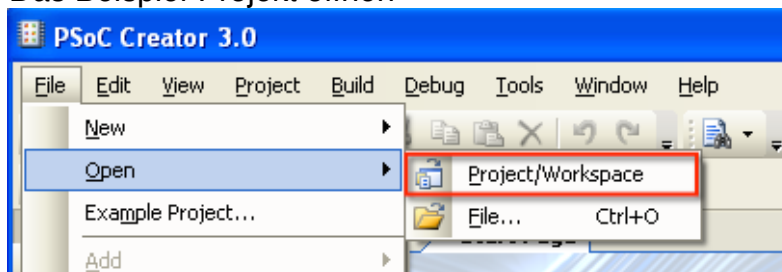 Das Beispiel-Projekt öffnen
PSoC Creator 3.0
File Edit View Project Build Debug Tools Window Help
New
Open
Project/Workspace
Example Project...
File... Ctrl+O
Add